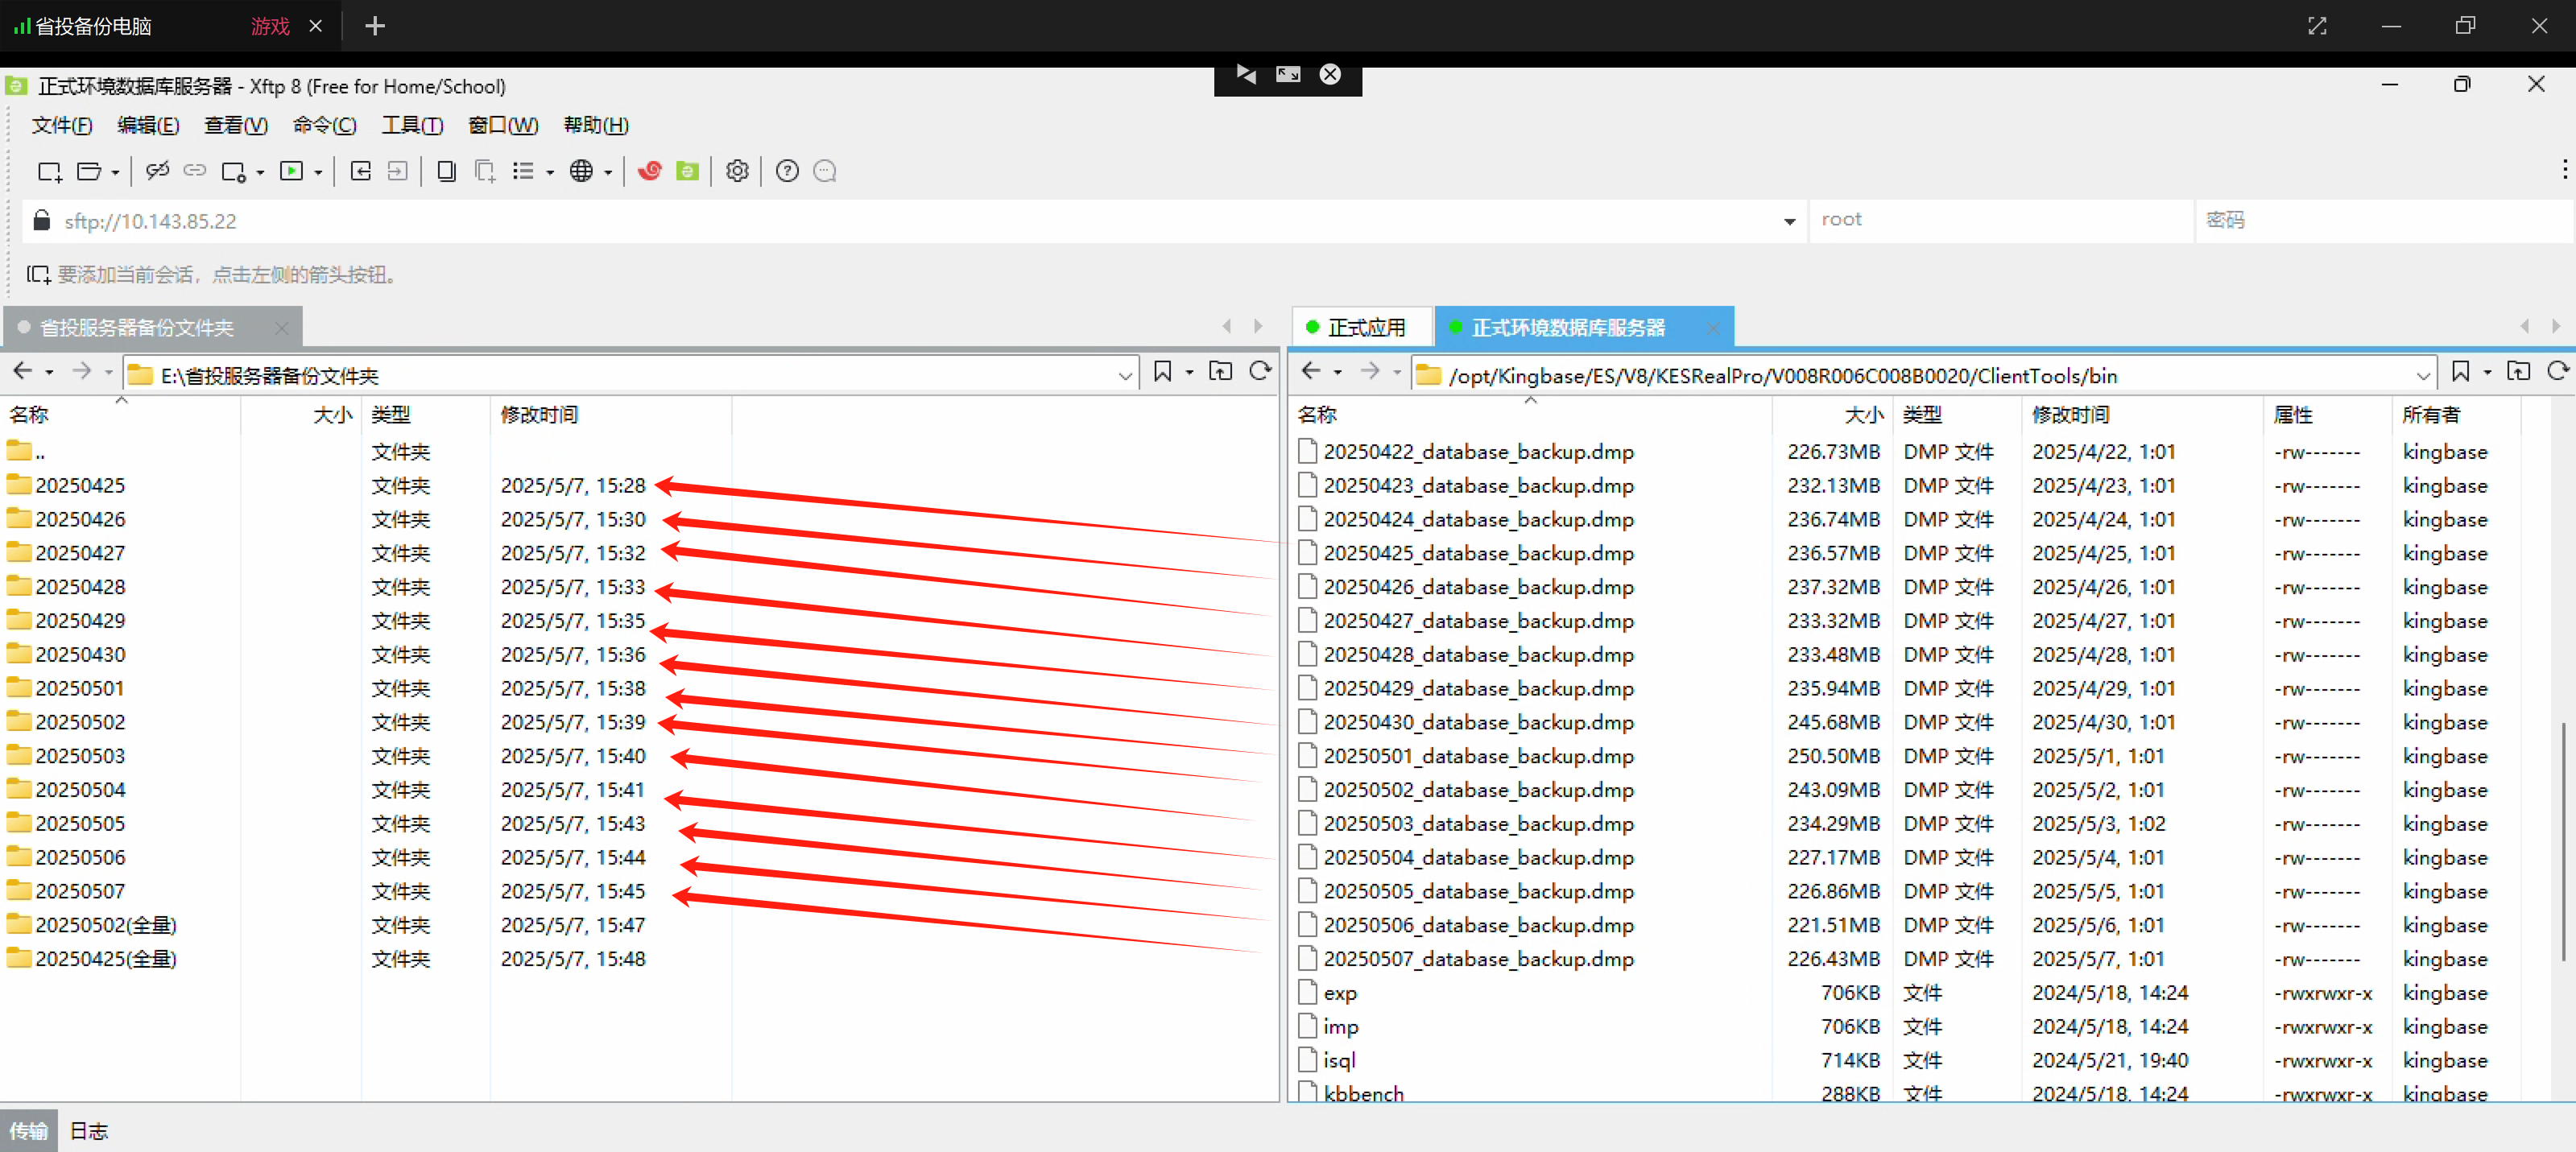 省投备份电脑 游戏
正式环境数据库服务器 - Xftp 8 (Free for Home/School)
文件(F) 编辑(E) 查看(V) 命令(C) 工具(T) 窗口(W) 帮助(H)
sftp://10.143.85.22 root 密码
要添加当前会话，点击左侧的箭头按钮。
省投服务器备份文件夹
E:\省投服务器备份文件夹
名称 大小 类型 修改时间
.. 文件夹
20250425 文件夹 2025/5/7, 15:28
20250426 文件夹 2025/5/7, 15:30
20250427 文件夹 2025/5/7, 15:32
20250428 文件夹 2025/5/7, 15:33
20250429 文件夹 2025/5/7, 15:35
20250430 文件夹 2025/5/7, 15:36
20250501 文件夹 2025/5/7, 15:38
20250502 文件夹 2025/5/7, 15:39
20250503 文件夹 2025/5/7, 15:40
20250504 文件夹 2025/5/7, 15:41
20250505 文件夹 2025/5/7, 15:43
20250506 文件夹 2025/5/7, 15:44
20250507 文件夹 2025/5/7, 15:45
20250502(全量) 文件夹 2025/5/7, 15:47
20250425(全量) 文件夹 2025/5/7, 15:48
正式应用 正式环境数据库服务器
/opt/Kingbase/ES/V8/KESRealPro/V008R006C008B0020/ClientTools/bin
名称 大小 类型 修改时间 属性 所有者
20250422_database_backup.dmp 226.73MB DMP 文件 2025/4/22, 1:01 -rw------- kingbase
20250423_database_backup.dmp 232.13MB DMP 文件 2025/4/23, 1:01 -rw------- kingbase
20250424_database_backup.dmp 236.74MB DMP 文件 2025/4/24, 1:01 -rw------- kingbase
20250425_database_backup.dmp 236.57MB DMP 文件 2025/4/25, 1:01 -rw------- kingbase
20250426_database_backup.dmp 237.32MB DMP 文件 2025/4/26, 1:01 -rw------- kingbase
20250427_database_backup.dmp 233.32MB DMP 文件 2025/4/27, 1:01 -rw------- kingbase
20250428_database_backup.dmp 233.48MB DMP 文件 2025/4/28, 1:01 -rw------- kingbase
20250429_database_backup.dmp 235.94MB DMP 文件 2025/4/29, 1:01 -rw------- kingbase
20250430_database_backup.dmp 245.68MB DMP 文件 2025/4/30, 1:01 -rw------- kingbase
20250501_database_backup.dmp 250.50MB DMP 文件 2025/5/1, 1:01 -rw------- kingbase
20250502_database_backup.dmp 243.09MB DMP 文件 2025/5/2, 1:01 -rw------- kingbase
20250503_database_backup.dmp 234.29MB DMP 文件 2025/5/3, 1:02 -rw------- kingbase
20250504_database_backup.dmp 227.17MB DMP 文件 2025/5/4, 1:01 -rw------- kingbase
20250505_database_backup.dmp 226.86MB DMP 文件 2025/5/5, 1:01 -rw------- kingbase
20250506_database_backup.dmp 221.51MB DMP 文件 2025/5/6, 1:01 -rw------- kingbase
20250507_database_backup.dmp 226.43MB DMP 文件 2025/5/7, 1:01 -rw------- kingbase
exp 706KB 文件 2024/5/18, 14:24 -rwxrwxr-x kingbase
imp 706KB 文件 2024/5/18, 14:24 -rwxrwxr-x kingbase
isql 714KB 文件 2024/5/21, 19:40 -rwxrwxr-x kingbase
kbbench 288KB 文件 2024/5/18, 14:24 -rwxrwxr-x kingbase
传输 日志